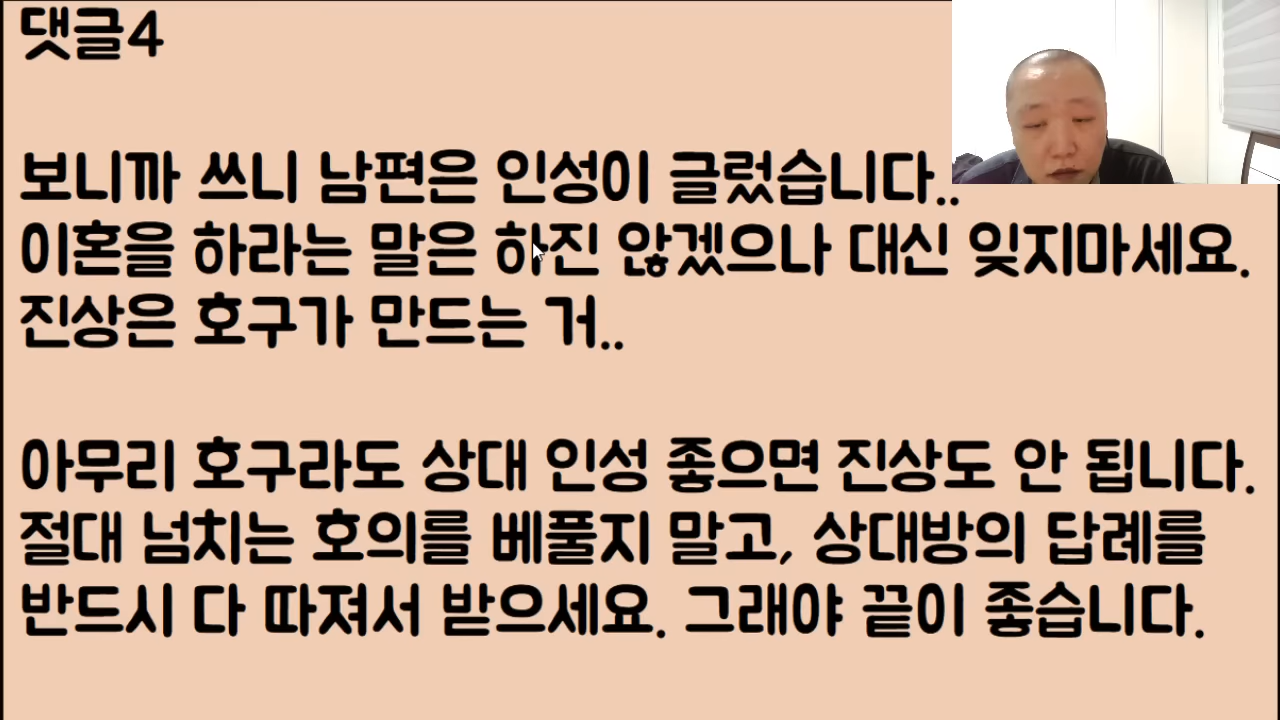 댓글4
보니까 쓰니 남편은 인성이 글렀습니다..
이혼을 하라는 말은 하진 않겠으나 대신 잊지마세요.
진상은 호구가 만드는 거..
아무리 호구라도 상대 인성 좋으면 진상도 안 됩니다.
절대 넘치는 호의를 베풀지 말고, 상대방의 답례를
반드시 다 따져서 받으세요. 그래야 끝이 좋습니다.